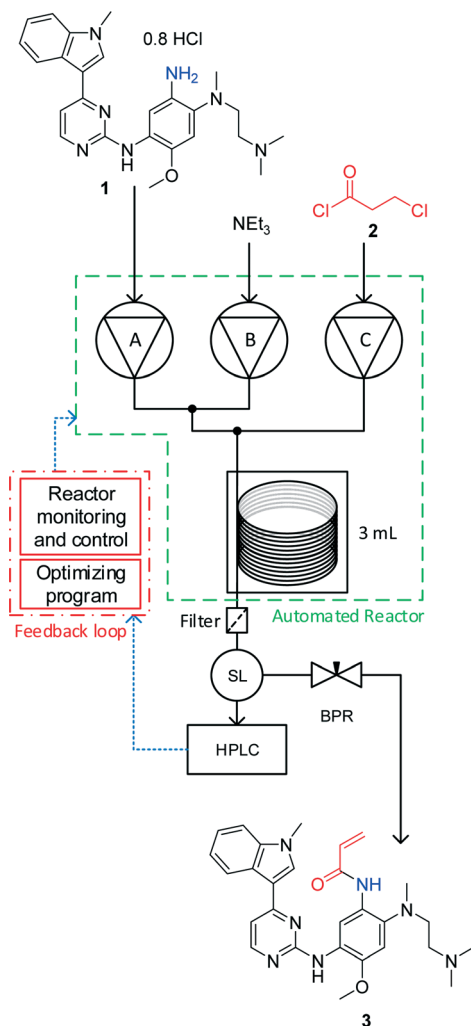 N
0.8 HCl
NH2
N
N
N
N
H
N
O
1
O
Cl
Cl
2
NEt3
A
B
C
Reactor
monitoring
and control
Optimizing
program
Feedback loop
3 mL
Automated Reactor
Filter
SL
BPR
HPLC
N
O
NH
N
N
N
N
H
N
O
3